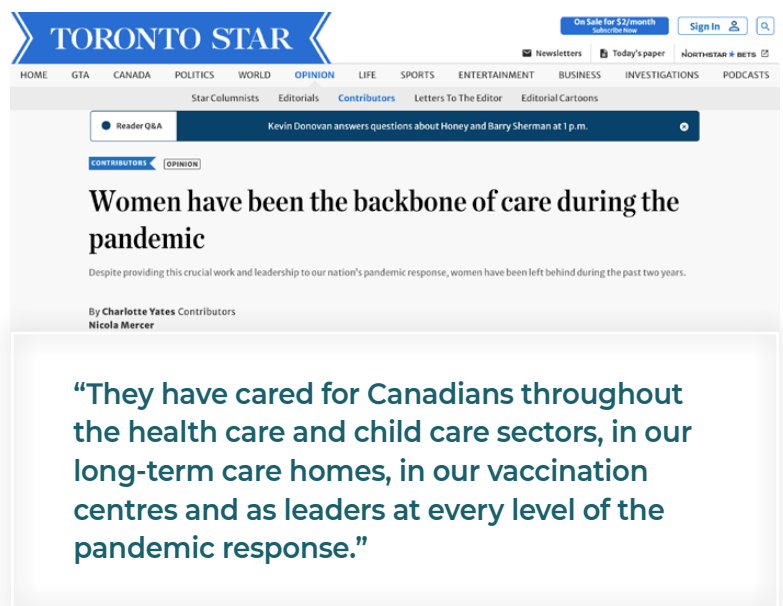 TORONTO STAR
On Sale for $2/month
Subscribe Now
Sign In
Newsletters
Today's paper
NORTHSTAR BETS
HOME GTA CANADA POLITICS WORLD OPINION LIFE SPORTS ENTERTAINMENT BUSINESS INVESTIGATIONS PODCASTS
Star Columnists Editorials Contributors Letters To The Editor Editorial Cartoons
Reader Q&A
Kevin Donovan answers questions about Honey and Barry Sherman at 1 p.m.
CONTRIBUTORS OPINION
Women have been the backbone of care during the
pandemic
Despite providing this crucial work and leadership to our nation's pandemic response, women have been left behind during the past two years.
By Charlotte Yates Contributors
Nicola Mercer
“They have cared for Canadians throughout
the health care and child care sectors, in our
long-term care homes, in our vaccination
centres and as leaders at every level of the
pandemic response.”